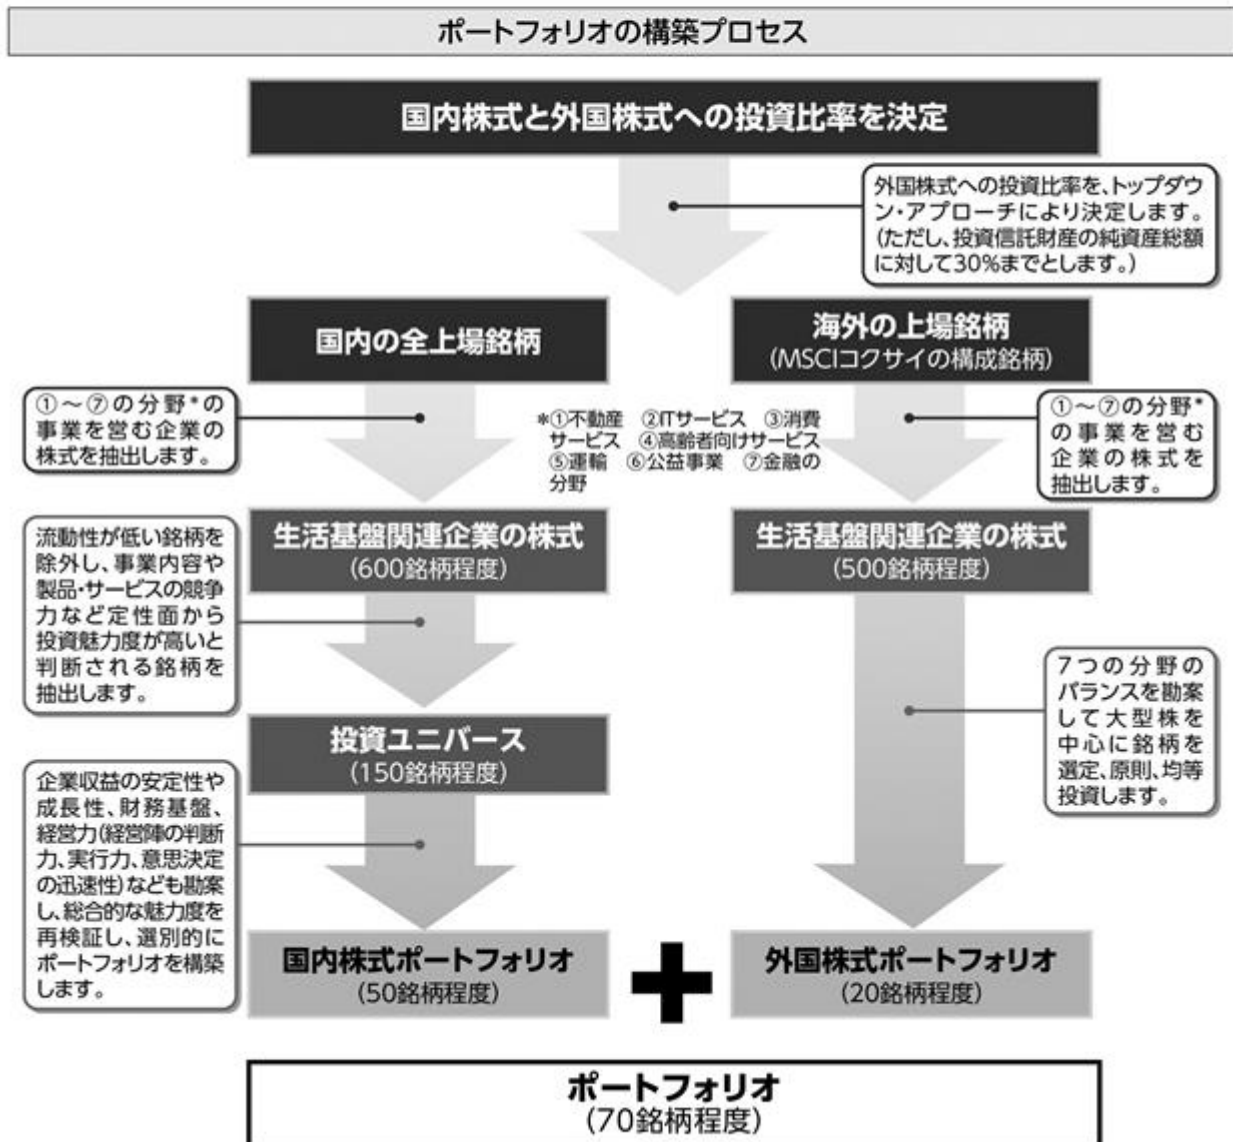 ポートフォリオの構築プロセス
国内株式と外国株式への投資比率を決定
外国株式への投資比率を、トップダウ
ン・アプローチにより決定します。
(ただし、投資信託財産の純資産総額
に対して30%までとします。)
国内の全上場銘柄
海外の上場銘柄
(MSCIコクサイの構成銘柄)
①〜⑦の分野*の
事業を営む企業の
株式を抽出します。
*①不動産 ②ITサービス ③消費
サービス ④高齢者向けサービス
⑤運輸 ⑥公益事業 ⑦金融の
分野
①〜⑦の分野*
の事業を営む
企業の株式を
抽出します。
生活基盤関連企業の株式
(600銘柄程度)
生活基盤関連企業の株式
(500銘柄程度)
流動性が低い銘柄を
除外し、事業内容や
製品・サービスの競争
力など定性面から
投資魅力度が高いと
判断される銘柄を
抽出します。
7つの分野の
バランスを勘案
して大型株を
中心に銘柄を
選定、原則、均等
投資します。
投資ユニバース
(150銘柄程度)
企業収益の安定性や
成長性、財務基盤、
経営力(経営陣の判断
力、実行力、意思決定
の迅速性)なども勘案
し、総合的な魅力度を
再検証し、選別的に
ポートフォリオを構築
します。
国内株式ポートフォリオ
(50銘柄程度)
外国株式ポートフォリオ
(20銘柄程度)
ポートフォリオ
(70銘柄程度)